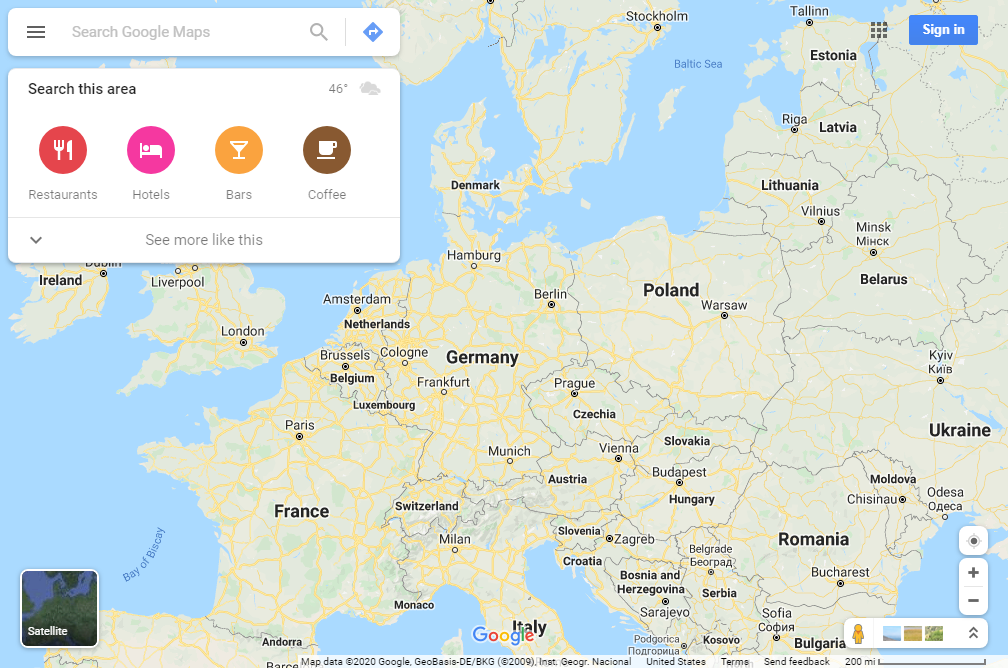 Search Google Maps
Sign in
Search this area
46°
Restaurants
Hotels
Bars
Coffee
See more like this
Stockholm
Tallinn
Estonia
Baltic Sea
Riga
Latvia
Denmark
Lithuania
Vilnius
Minsk
Мінск
Belarus
Hamburg
Dublin
Ireland
Liverpool
Amsterdam
Netherlands
Berlin
Poland
Warsaw
London
Brussels
Belgium
Cologne
Germany
Kyiv
Київ
Frankfurt
Prague
Czechia
Luxembourg
Paris
Ukraine
Munich
Vienna
Slovakia
Austria
Budapest
Hungary
Moldova
Chisinau
Odesa
Одеса
France
Switzerland
Milan
Slovenia
Zagreb
Croatia
Romania
Belgrade
Београд
Bucharest
Bay of Biscay
Bosnia and
Herzegovina
Serbia
Sarajevo
Monaco
Sofia
София
Italy
Google
Podgorica
Подгорица
Kosovo
Bulgaria
Andorra
Satellite
Map data ©2020 Google, GeoBasis-DE/BKG (©2009), Inst. Geogr. Nacional
United States
Terms
Send feedback
200 mi